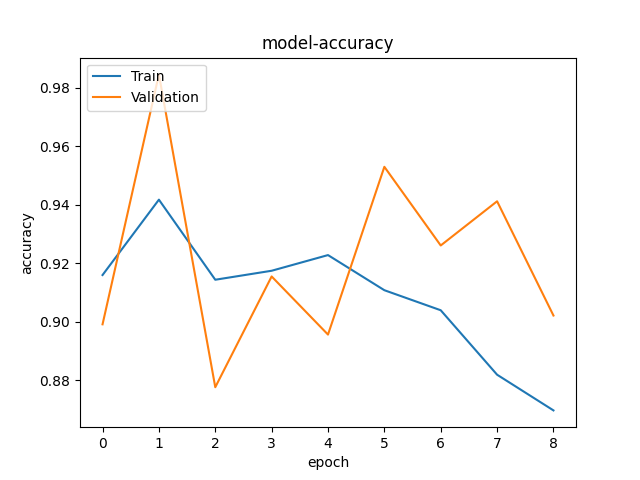 model-accuracy
Train
Validation
0.98
0.96
0.94
0.92
0.90
0.88
accuracy
0 1 2 3 4 5 6 7 8
epoch